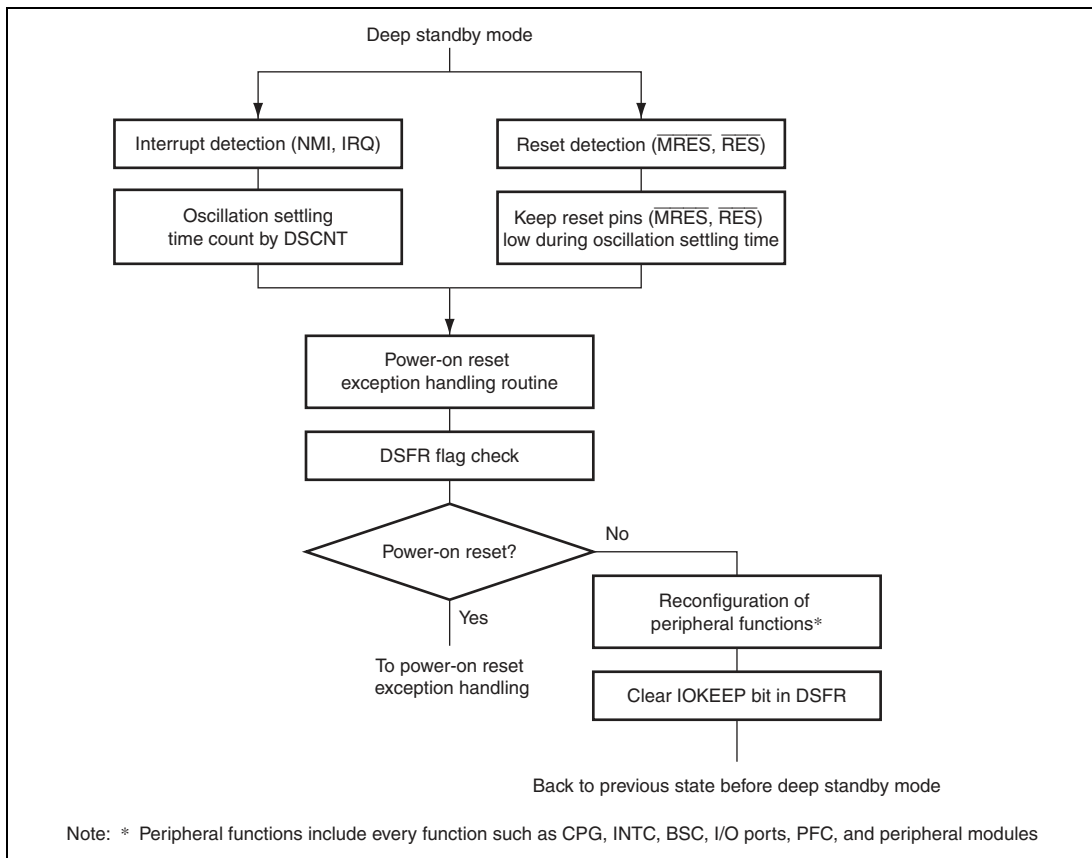 Deep standby mode
Interrupt detection (NMI, IRQ)
Reset detection (MRES, RES)
Oscillation settling
time count by DSCNT
Keep reset pins (MRES, RES)
low during oscillation settling time
Power-on reset
exception handling routine
DSFR flag check
Power-on reset?
No
Yes
Reconfiguration of
peripheral functions*
To power-on reset
exception handling
Clear IOKEEP bit in DSFR
Back to previous state before deep standby mode
Note: * Peripheral functions include every function such as CPG, INTC, BSC, I/O ports, PFC, and peripheral modules